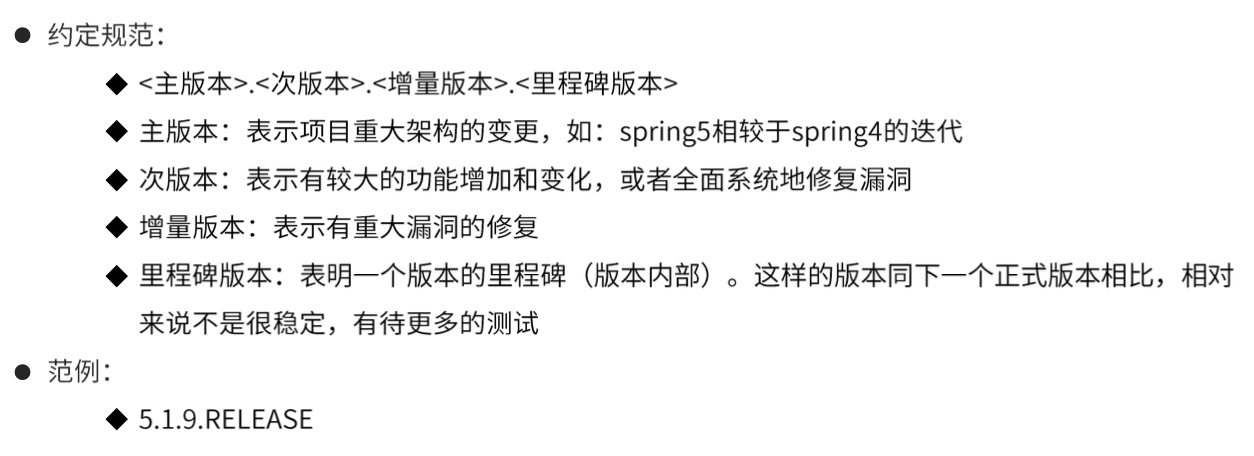 ● 约定规范：
◆ <主版本>.<次版本>.<增量版本>.<里程碑版本>
◆ 主版本：表示项目重大架构的变更，如：spring5相较于spring4的迭代
◆ 次版本：表示有较大的功能增加和变化，或者全面系统地修复漏洞
◆ 增量版本：表示有重大漏洞的修复
◆ 里程碑版本：表明一个版本的里程碑（版本内部）。这样的版本同下一个正式版本相比，相对
来说不是很稳定，有待更多的测试
● 范例：
◆ 5.1.9.RELEASE